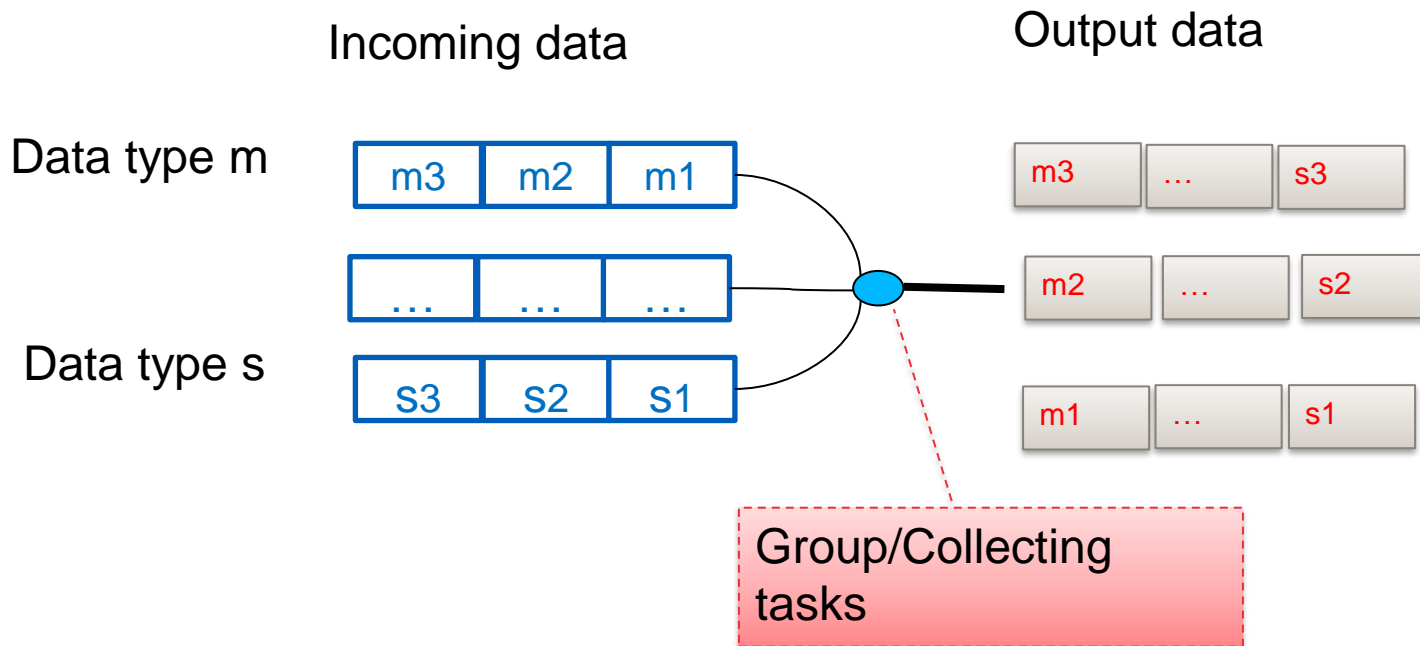 Incoming data
Output data
Data type m
m3 m2 m1
m3 ... s3
... ... ...
m2 ... s2
Data type s
s3 s2 s1
m1 ... s1
Group/Collecting
tasks